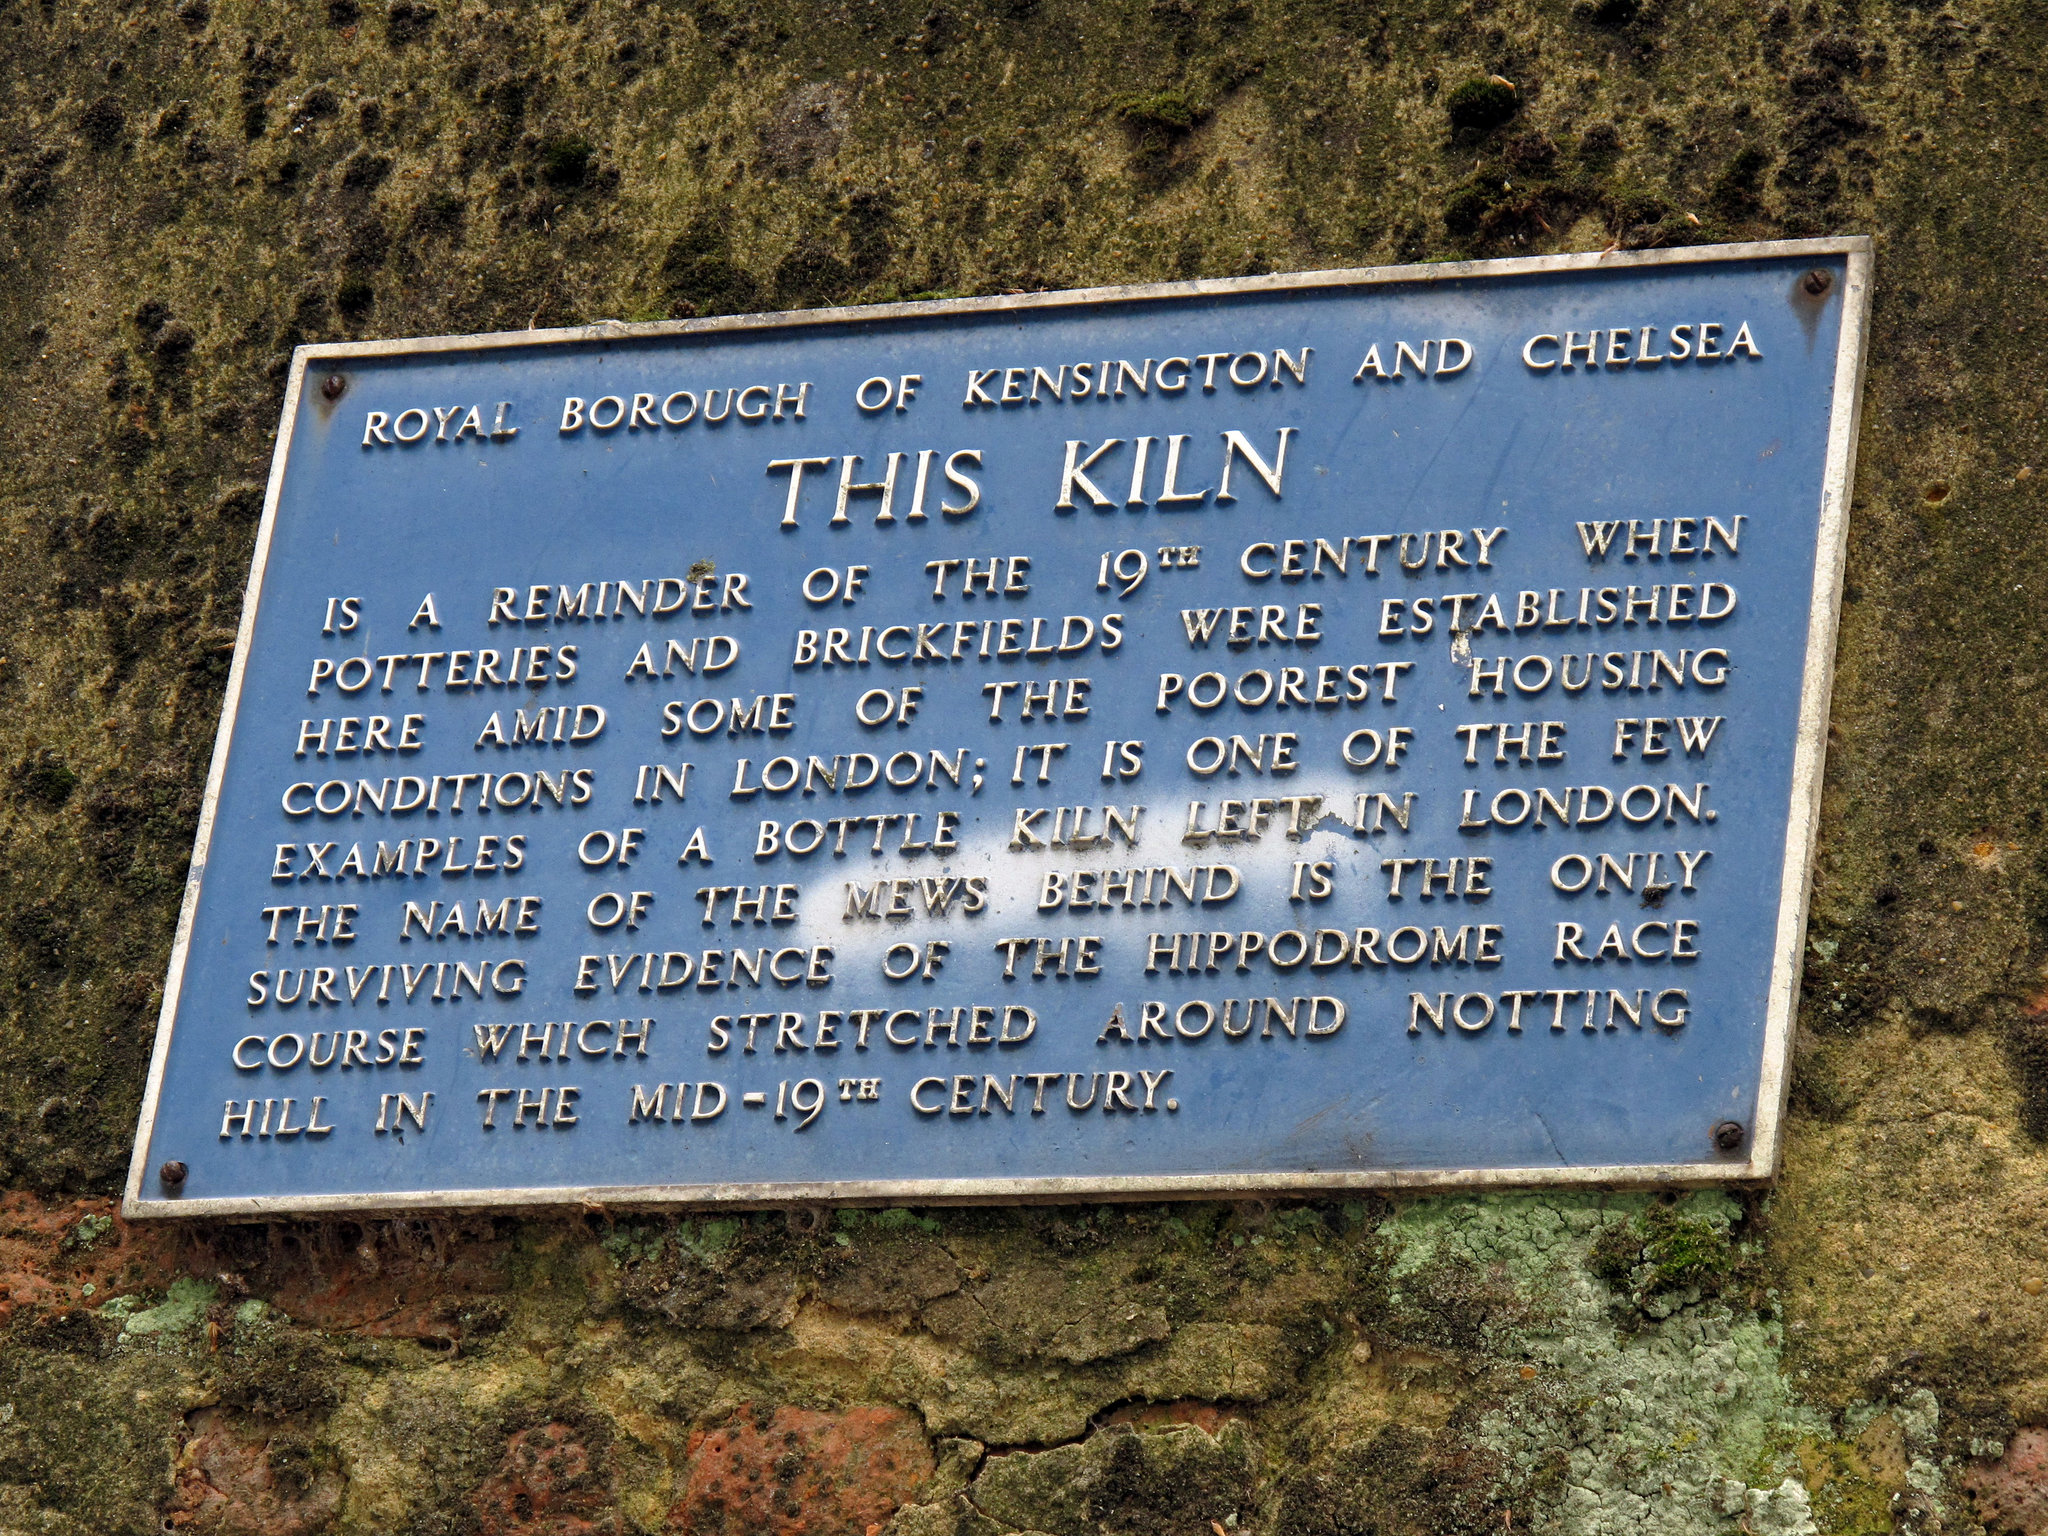 ROYAL BOROUGH OF KENSINGTON AND CHELSEA
THIS KILN
IS A REMINDER OF THE 19TH CENTURY WHEN
POTTERIES AND BRICKFIELDS WERE ESTABLISHED
HERE AMID SOME OF THE POOREST HOUSING
CONDITIONS IN LONDON; IT IS ONE OF THE FEW
EXAMPLES OF A BOTTLE KILN LEFT IN LONDON.
THE NAME OF THE MEWS BEHIND IS THE ONLY
SURVIVING EVIDENCE OF THE HIPPODROME RACE
COURSE WHICH STRETCHED AROUND NOTTING
HILL IN THE MID-19TH CENTURY.